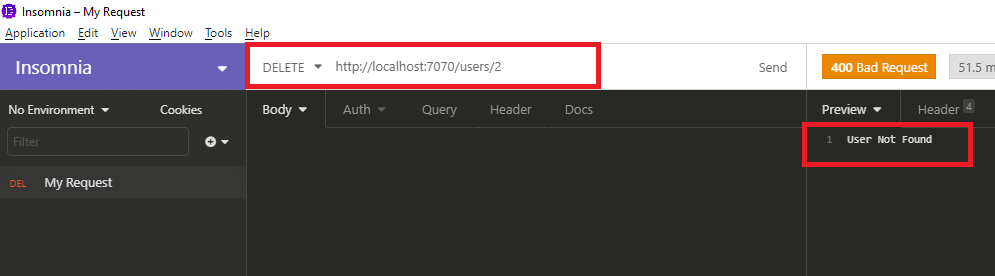 Insomnia – My Request
Application Edit View Window Tools Help
Insomnia
DELETE http://localhost:7070/users/2
Send
400 Bad Request
51.5 m
No Environment
Cookies
Body
Auth
Query
Header
Docs
Preview
Header 4
Filter
1 User Not Found
DEL My Request